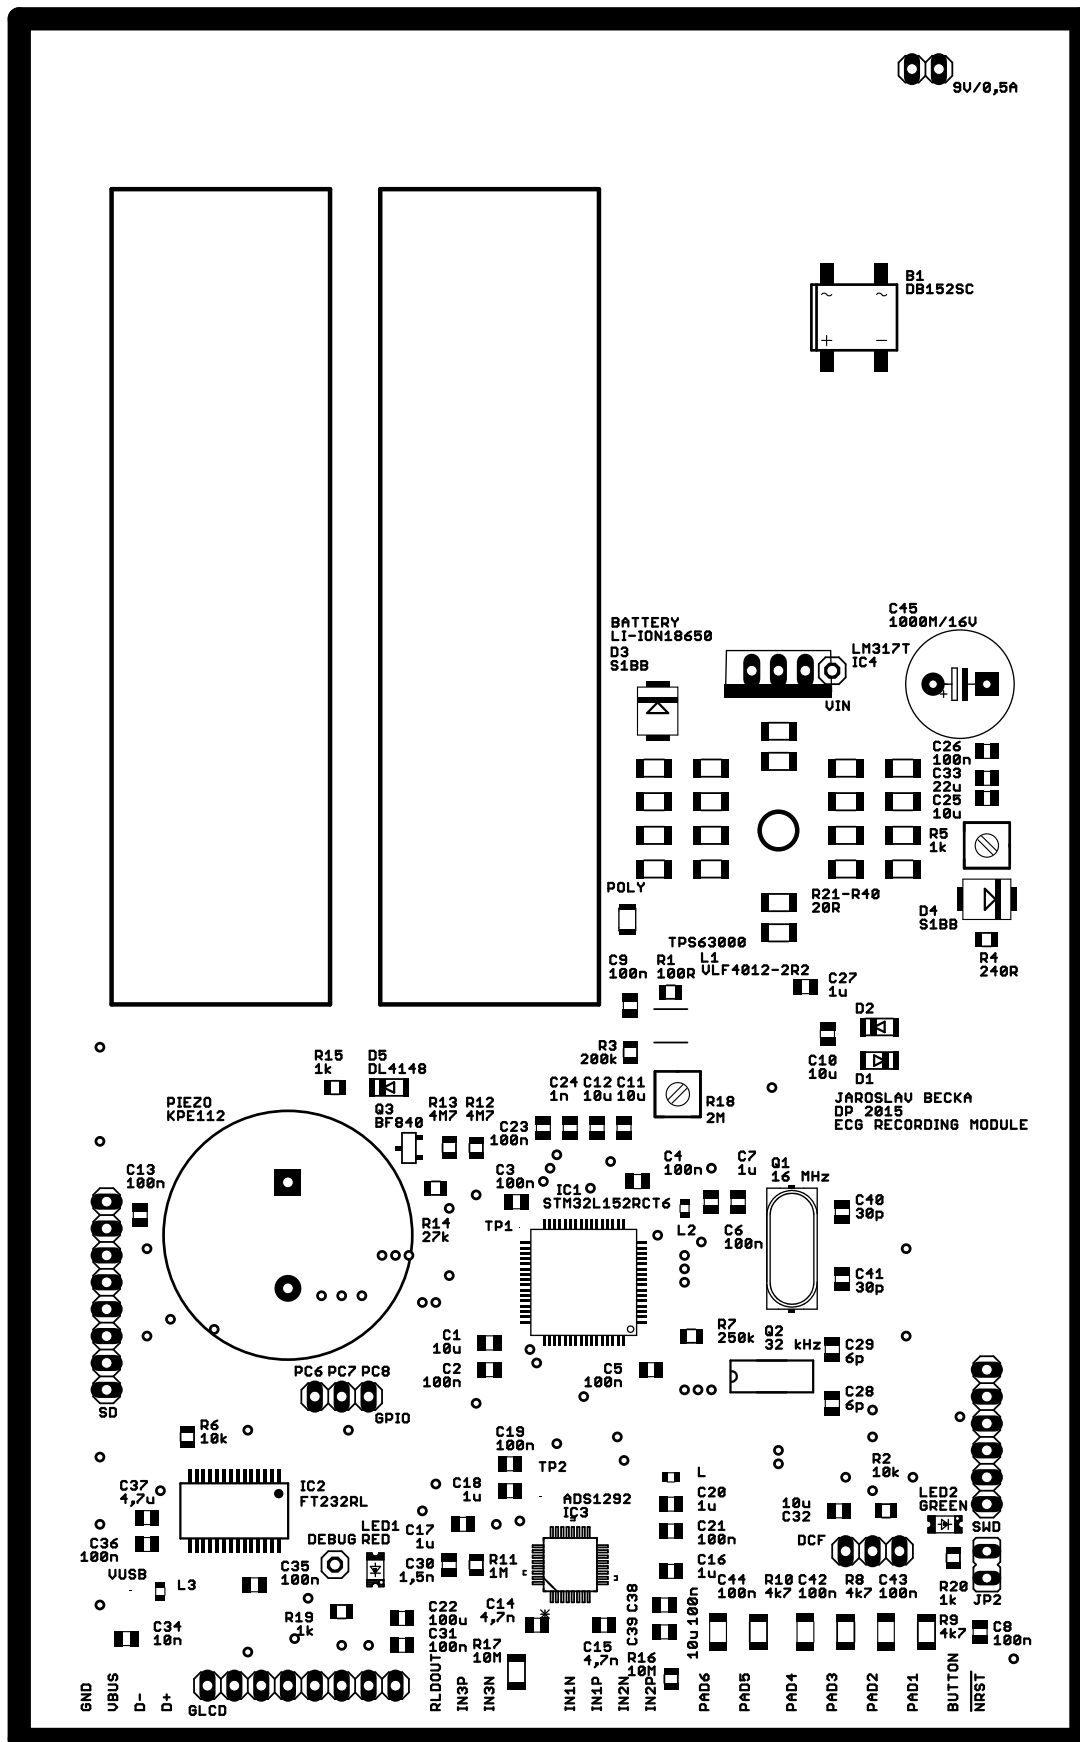 9V/0,5A
B1
DB152SC
C45
1000M/16V
BATTERY
LI-ION18650
D3
S1BB
LM317T
IC4
VIN
C26
100n
C33
22u
C25
10u
R5
1k
POLY
R21-R40
20R
D4
S1BB
TPS63000
L1
VLF4012-2R2
R4
240R
C9
100n
R1
100R
C27
1u
D2
R3
200k
C10
10u
D1
R15
1k
D5
DL4148
C24
1n
C12
10u
C11
10u
R18
2M
JAROSLAV BECKA
DP 2015
ECG RECORDING MODULE
PIEZO
KPE112
Q3
BF840
R13
4M7
R12
4M7
C23
100n
C13
100n
C3
100n
C4
100n
C7
1u
Q1
16 MHz
IC1
STM32L152RCT6
C40
30p
R14
27k
TP1
L2
C6
100n
C41
30p
C1
10u
C2
100n
R7
250k
Q2
32 kHz
C29
6p
C5
100n
C28
6p
PC6 PC7 PC8
GPIO
SD
R6
10k
C19
100n
TP2
C37
4,7u
IC2
FT232RL
C18
1u
L
R2
10k
C20
1u
ADS1292
IC3
10u
C32
LED2
GREEN
SWD
C36
100n
LED1
RED
DEBUG
C17
1u
C21
100n
DCF
VUSB
L3
C35
100n
C30
1,5n
R11
1M
C16
1u
C44
100n
R10
4k7
C42
100n
R8
4k7
C43
100n
R20
1k
JP2
C34
10n
R19
1k
C22
100u
C31
100n
C14
4,7n
C38
100n
C39
10u
C15
4,7n
R17
10M
R16
10M
R9
4k7
C8
100n
GND
VBUS
D-
D+
GLCD
RLDOUT
IN3P
IN3N
IN1N
IN1P
IN2N
IN2P
PAD6
PAD5
PAD4
PAD3
PAD2
PAD1
BUTTON
NRST